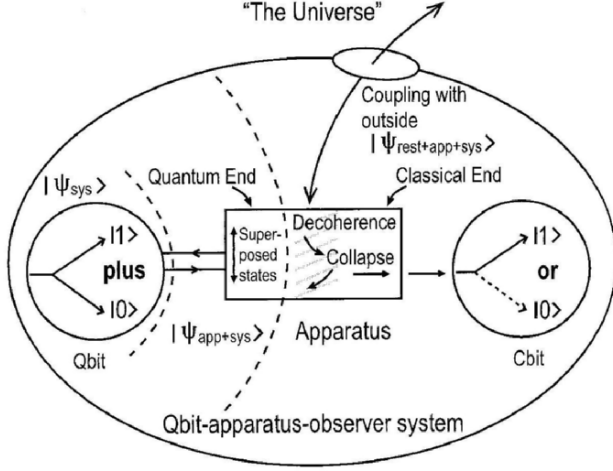 "The Universe"
Coupling with
outside
|Ψrest+app+sys>
|Ψsys>
Quantum End
Classical End
|1>
plus
|0>
Qbit
Super-
posed
states
Decoherence
Collapse
|1>
or
|0>
Cbit
|Ψapp+sys>
Apparatus
Qbit-apparatus-observer system